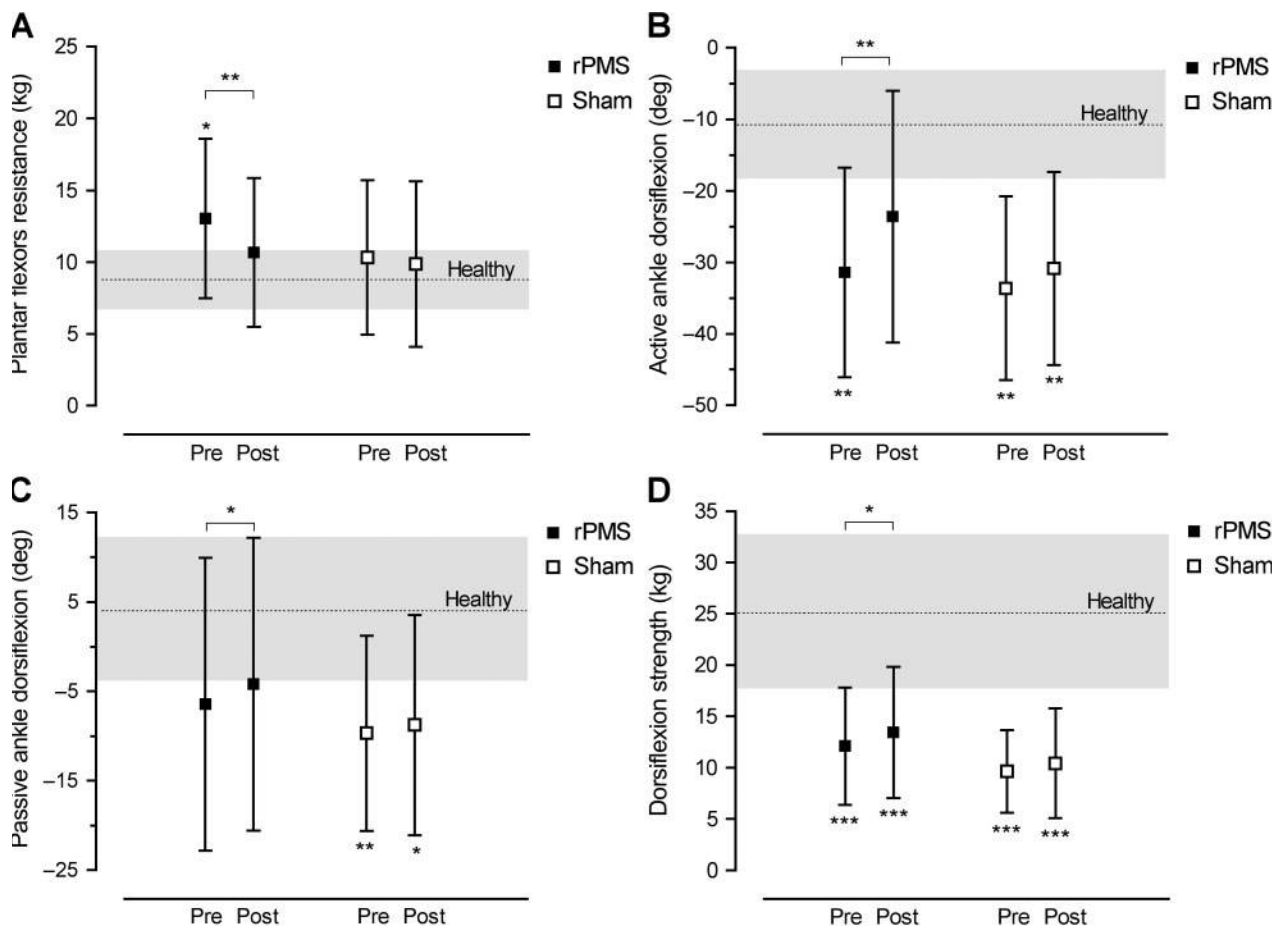 A
Plantar flexors resistance (kg)
25
20
15
10
5
0
**
*
Healthy
rPMS
Sham
Pre Post Pre Post
B
Active ankle dorsiflexion (deg)
0
–10
–20
–30
–40
–50
**
Healthy
** ** **
rPMS
Sham
Pre Post Pre Post
C
Passive ankle dorsiflexion (deg)
15
5
–5
–15
–25
*
Healthy
** *
rPMS
Sham
Pre Post Pre Post
D
Dorsiflexion strength (kg)
35
30
25
20
15
10
5
0
*
Healthy
*** *** *** ***
rPMS
Sham
Pre Post Pre Post